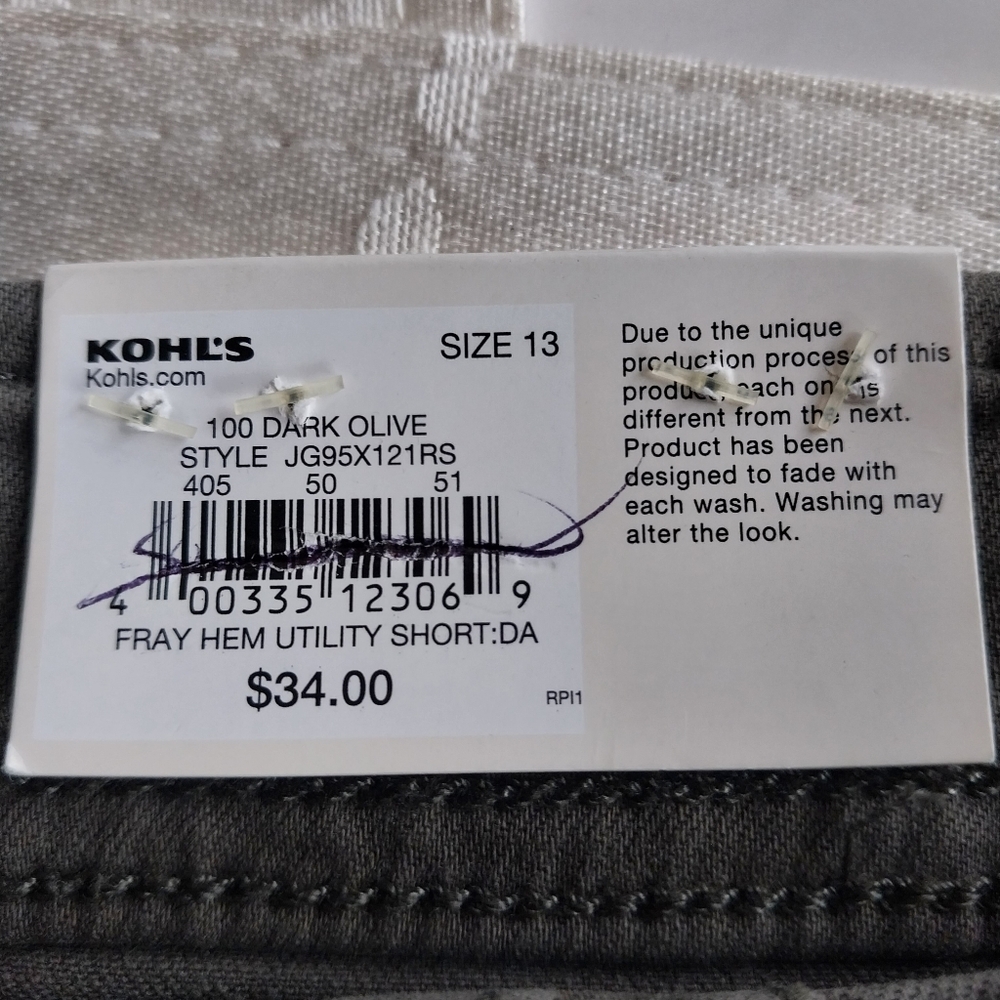 KOHL'S
Kohls.com
SIZE 13
100 DARK OLIVE
STYLE JG95X121RS
405 50 51
4 00335 12306 9
FRAY HEM UTILITY SHORT:DA
$34.00
RPI1
Due to the unique
production process of this
product, each one is
different from the next.
Product has been
designed to fade with
each wash. Washing may
alter the look.